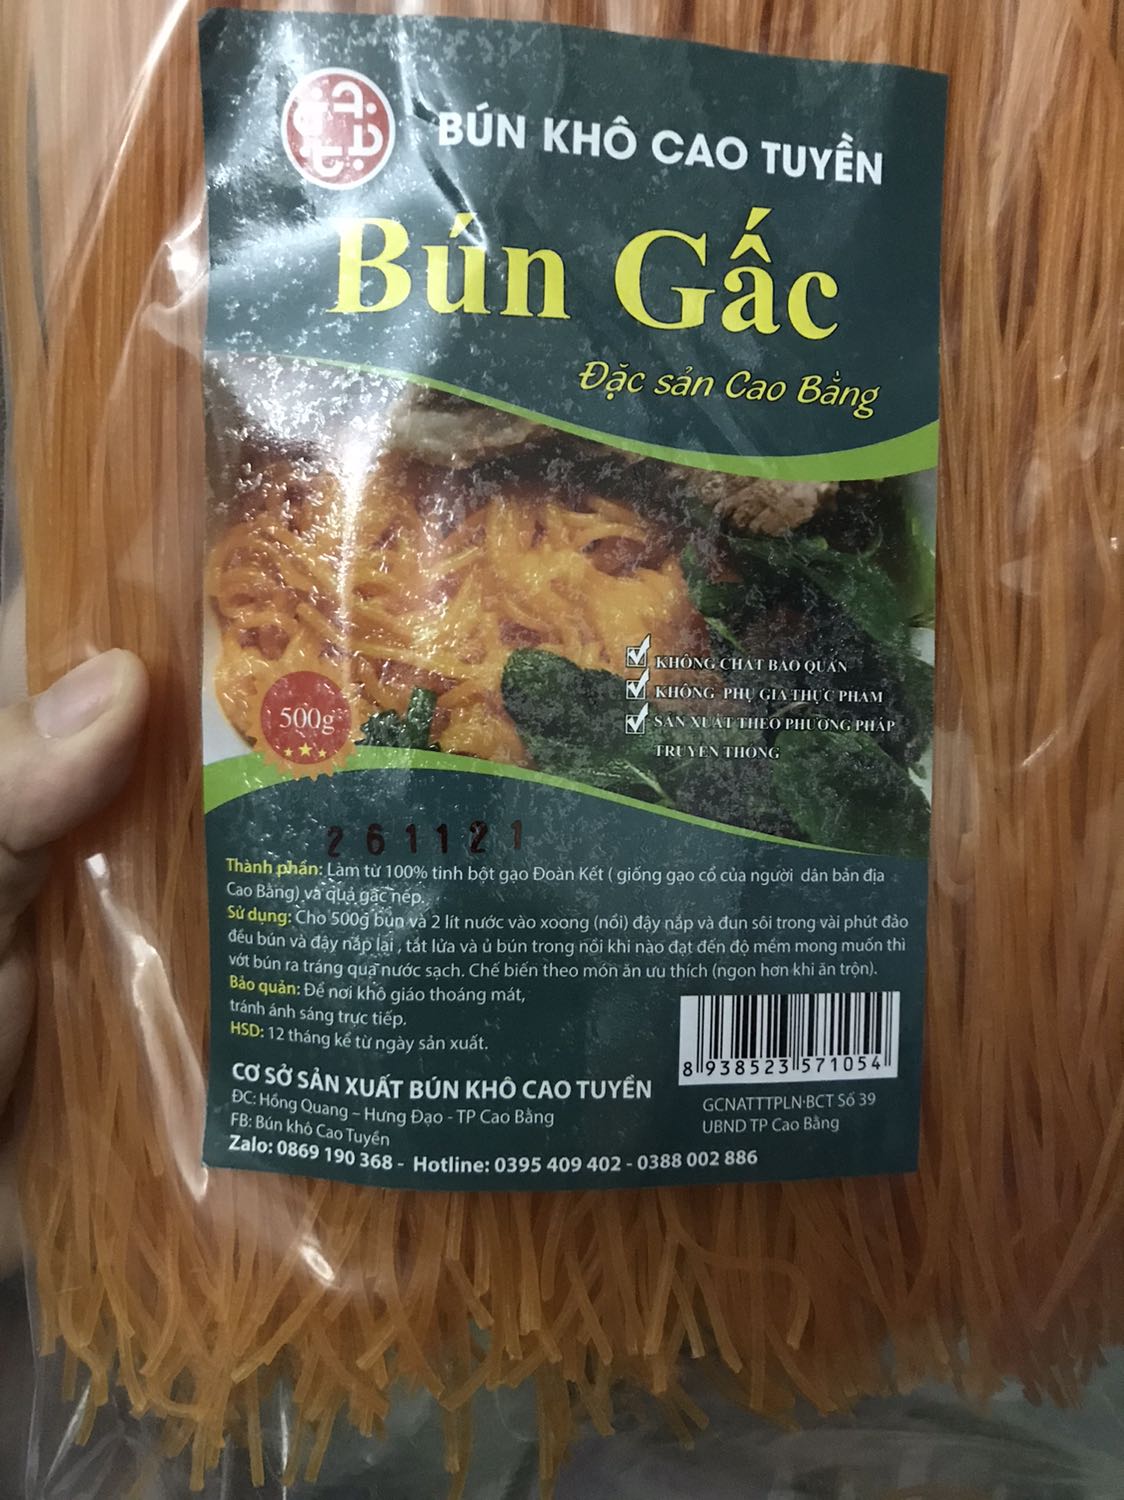 BÚN KHÔ CAO TUYỀN
Bún Gấc
Đặc sản Cao Bằng
KHÔNG CHẤT BẢO QUẢN
KHÔNG PHỤ GIA THỰC PHẨM
SẢN XUẤT THEO PHƯƠNG PHÁP
TRUYỀN THỐNG
500g
261121
Thành phần: Làm từ 100% tinh bột gạo Đoàn Kết ( giống gạo cổ của người dân bản địa
Cao Bằng) và quả gấc nếp.
Sử dụng: Cho 500g bún và 2 lít nước vào xoong (nồi) đậy nắp và đun sôi trong vài phút đảo
đều bún và đậy nắp lại , tắt lửa và ủ bún trong nồi khi nào đạt đến độ mềm mong muốn thì
vớt bún ra tráng quạ nước sạch. Chế biến theo món ăn ưu thích (ngon hơn khi ăn trộn).
Bảo quản: Để nơi khô giáo thoáng mát,
tránh ánh sáng trực tiếp.
HSD: 12 tháng kể từ ngày sản xuất.
8 938523 571054
CƠ SỞ SẢN XUẤT BÚN KHÔ CAO TUYỀN
ĐC: Hồng Quang – Hưng Đạo - TP Cao Bằng
FB: Bún khô Cao Tuyền
Zalo: 0869 190 368 - Hotline: 0395 409 402 - 0388 002 886
GCNATTTPLN·BCT Số 39
UBND TP Cao Bằng